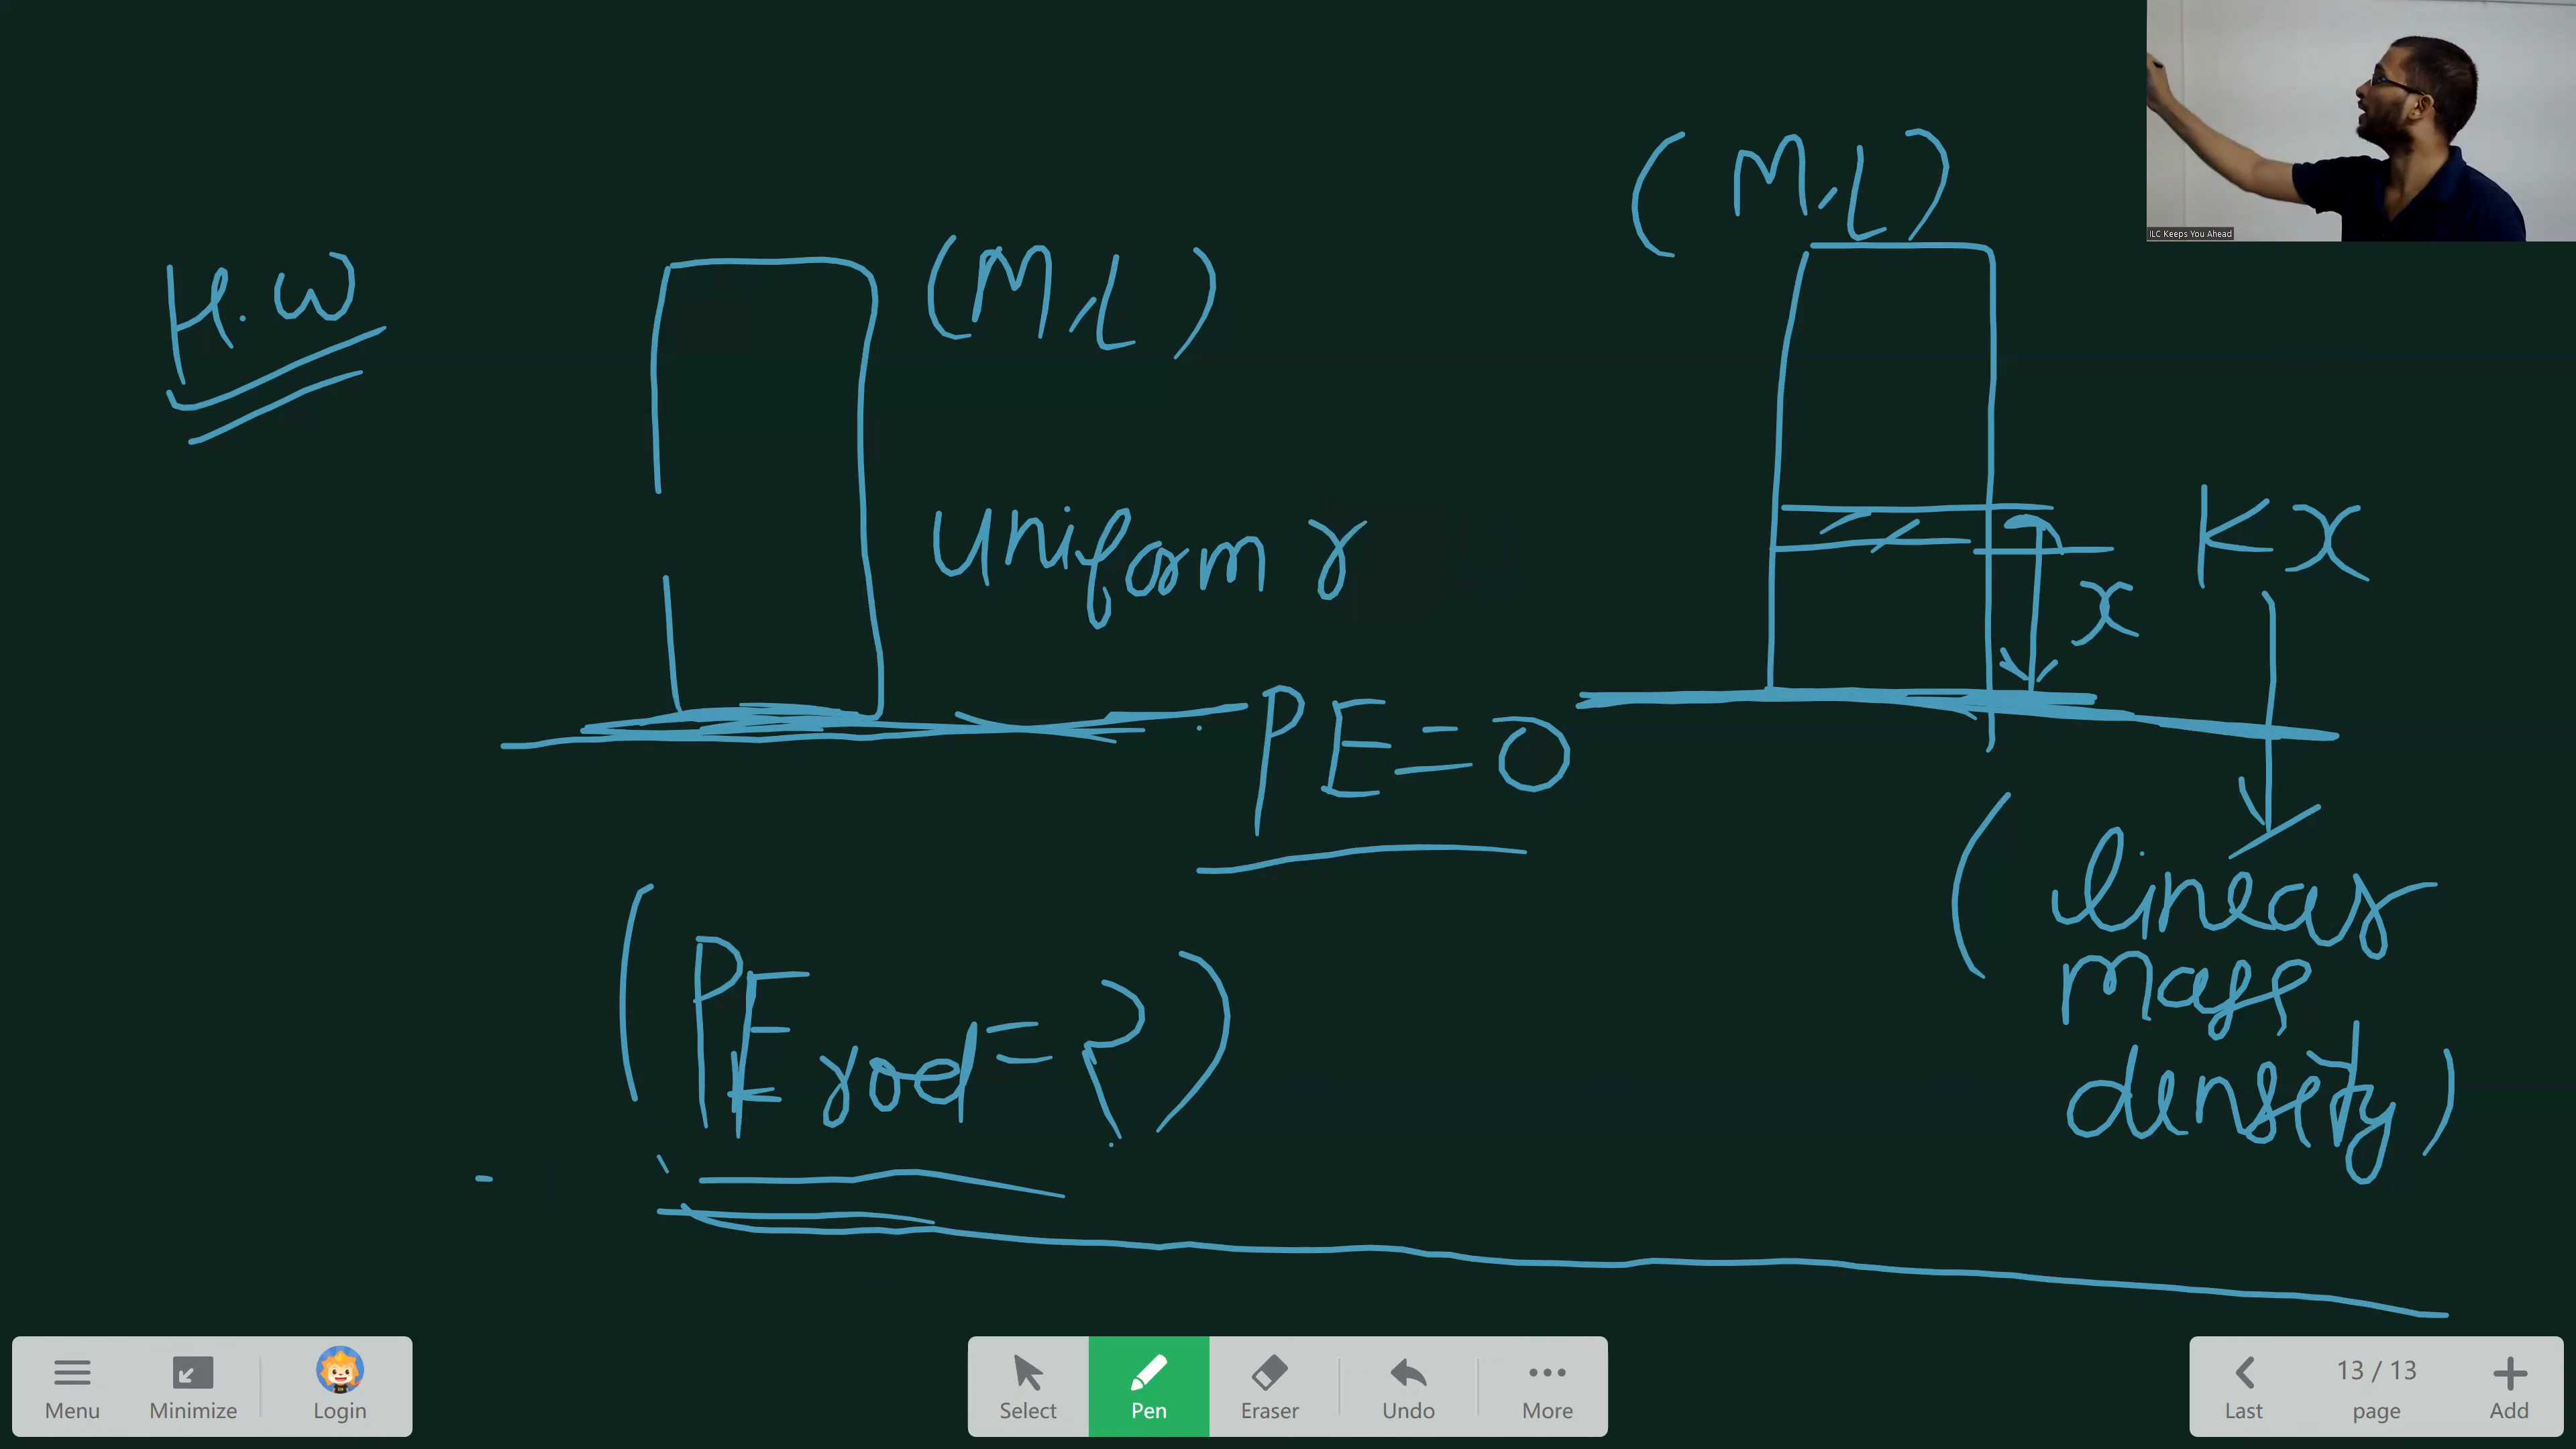 (M,L)
ILC Keeps You Ahead
H.W
(M,L)
uniform r
Kx
x
PE=0
(linear
mass
density)
(PE rod=?)
Menu
Minimize
Login
Select
Pen
Eraser
Undo
More
Last
13 / 13
page
Add